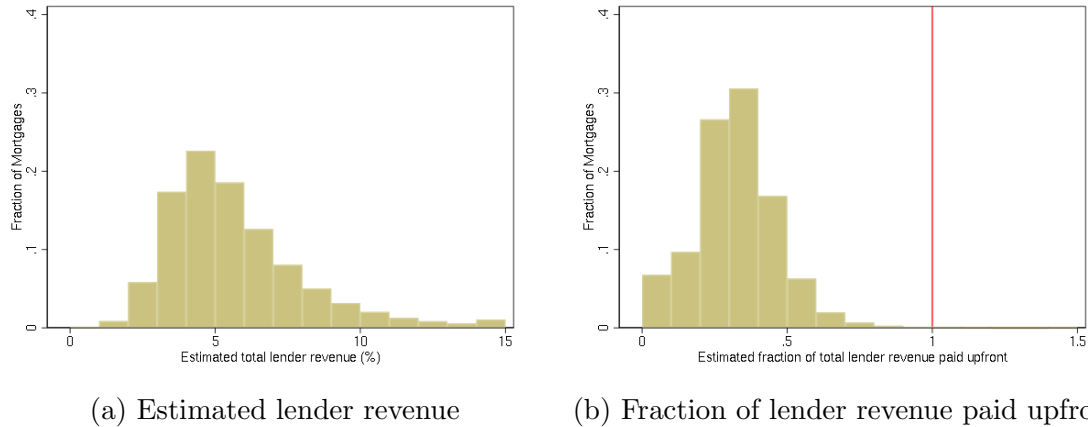 .4
.3
.2
.1
0
Fraction of Mortgages
0 5 10 15
Estimated total lender revenue (%)
(a) Estimated lender revenue
.4
.3
.2
.1
0
Fraction of Mortgages
0 .5 1 1.5
Estimated fraction of total lender revenue paid upfront
(b) Fraction of lender revenue paid upfro